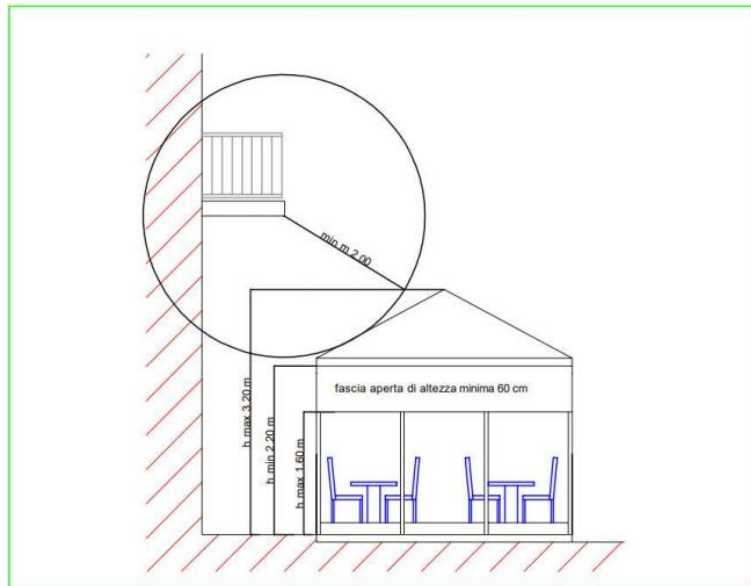 min m 2.00
fascia aperta di altezza minima 60 cm
h max 3.20 m
h min 2.20 m
h max 1.60 m